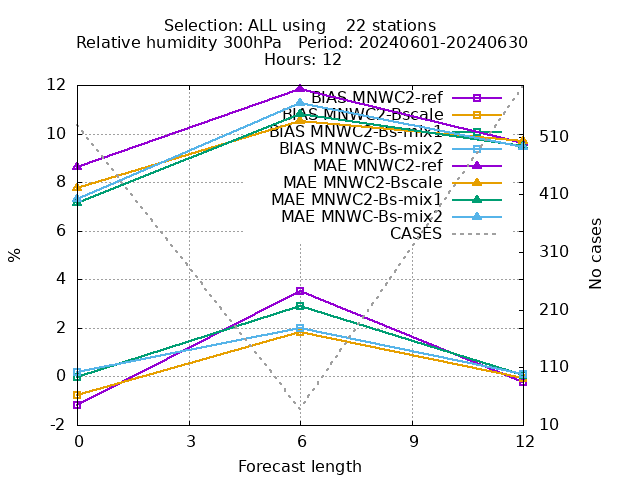 Selection: ALL using 22 stations
Relative humidity 300hPa Period: 20240601-20240630
Hours: 12
12
10
8
6
4
2
0
-2
%
BIAS MNWC2-ref
BIAS MNWC2-Bscale
BIAS MNWC2-Bs-mix1
BIAS MNWC-Bs-mix2
MAE MNWC2-ref
MAE MNWC2-Bscale
MAE MNWC2-Bs-mix1
MAE MNWC-Bs-mix2
CASES
510
410
310
210
110
10
No cases
0 3 6 9 12
Forecast length